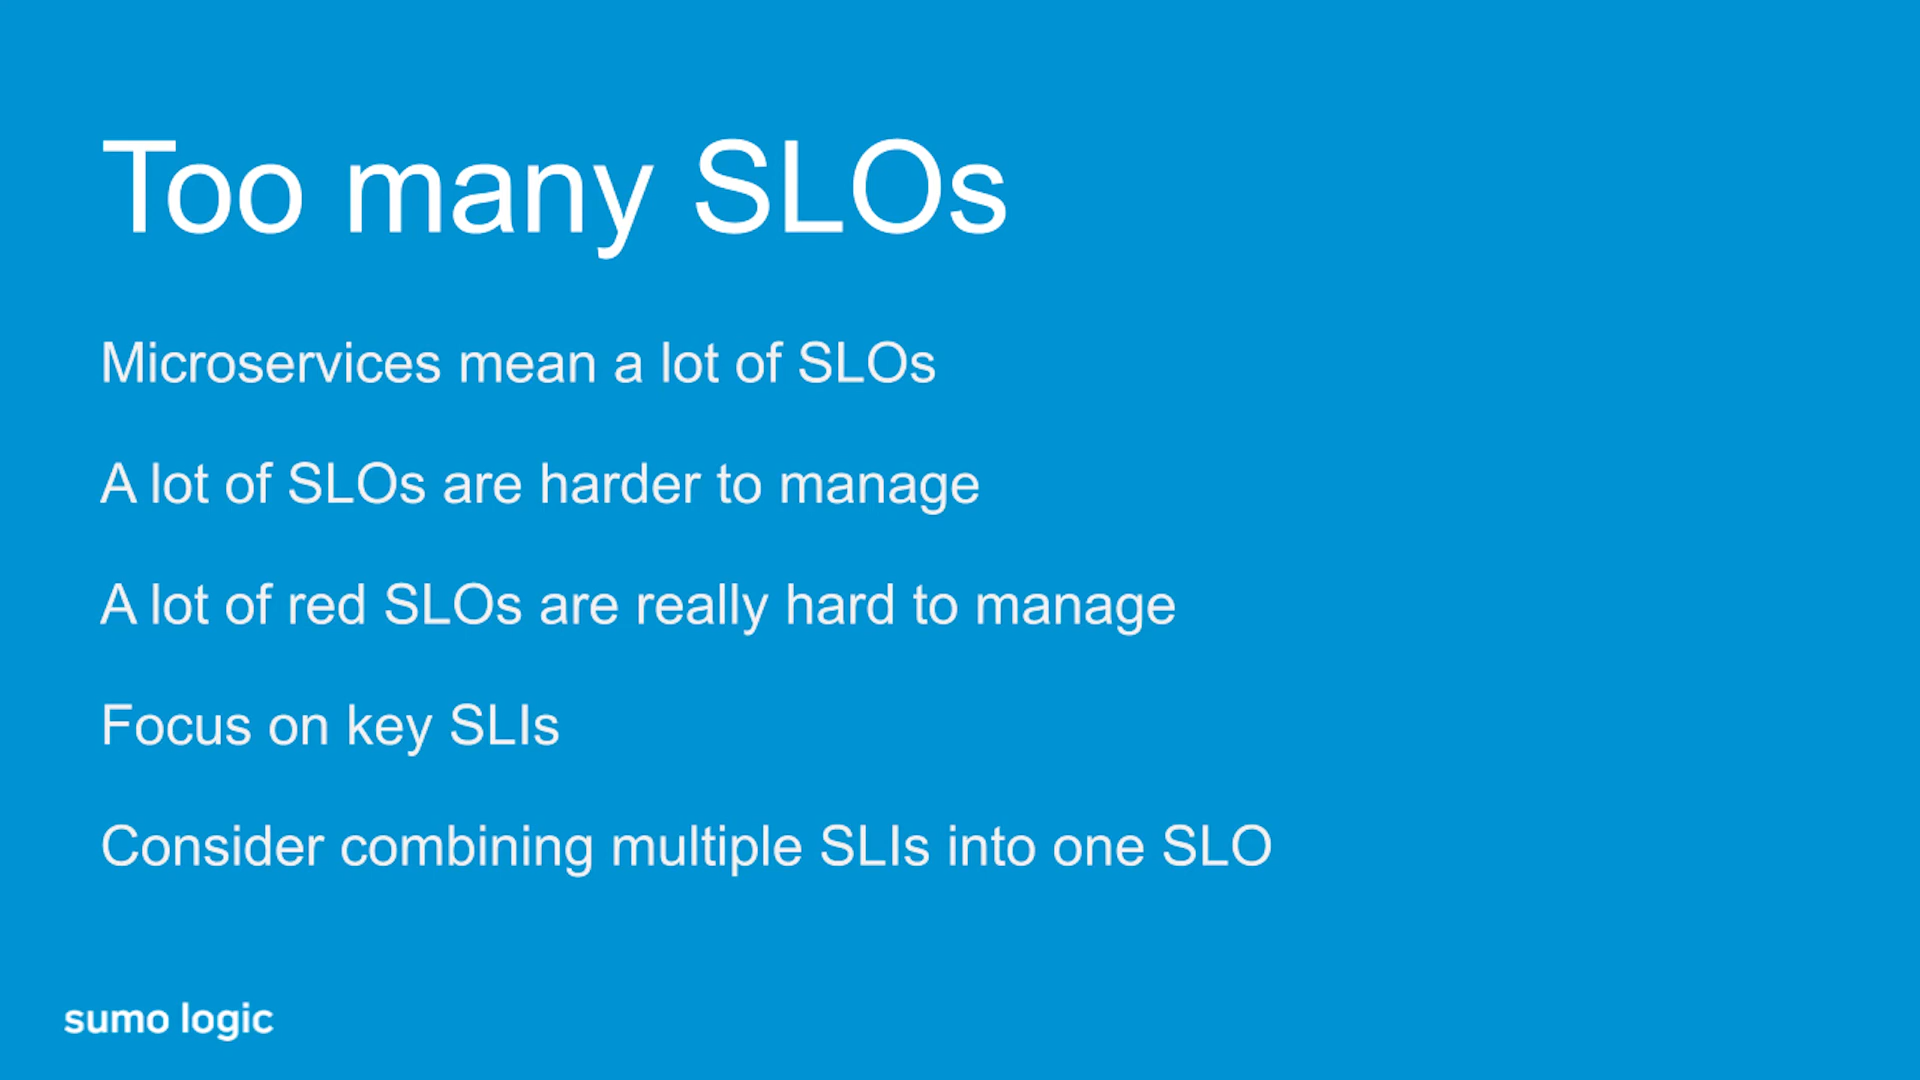 Too many SLOs
Microservices mean a lot of SLOs
A lot of SLOs are harder to manage
A lot of red SLOs are really hard to manage
Focus on key SLIs
Consider combining multiple SLIs into one SLO
sumo logic